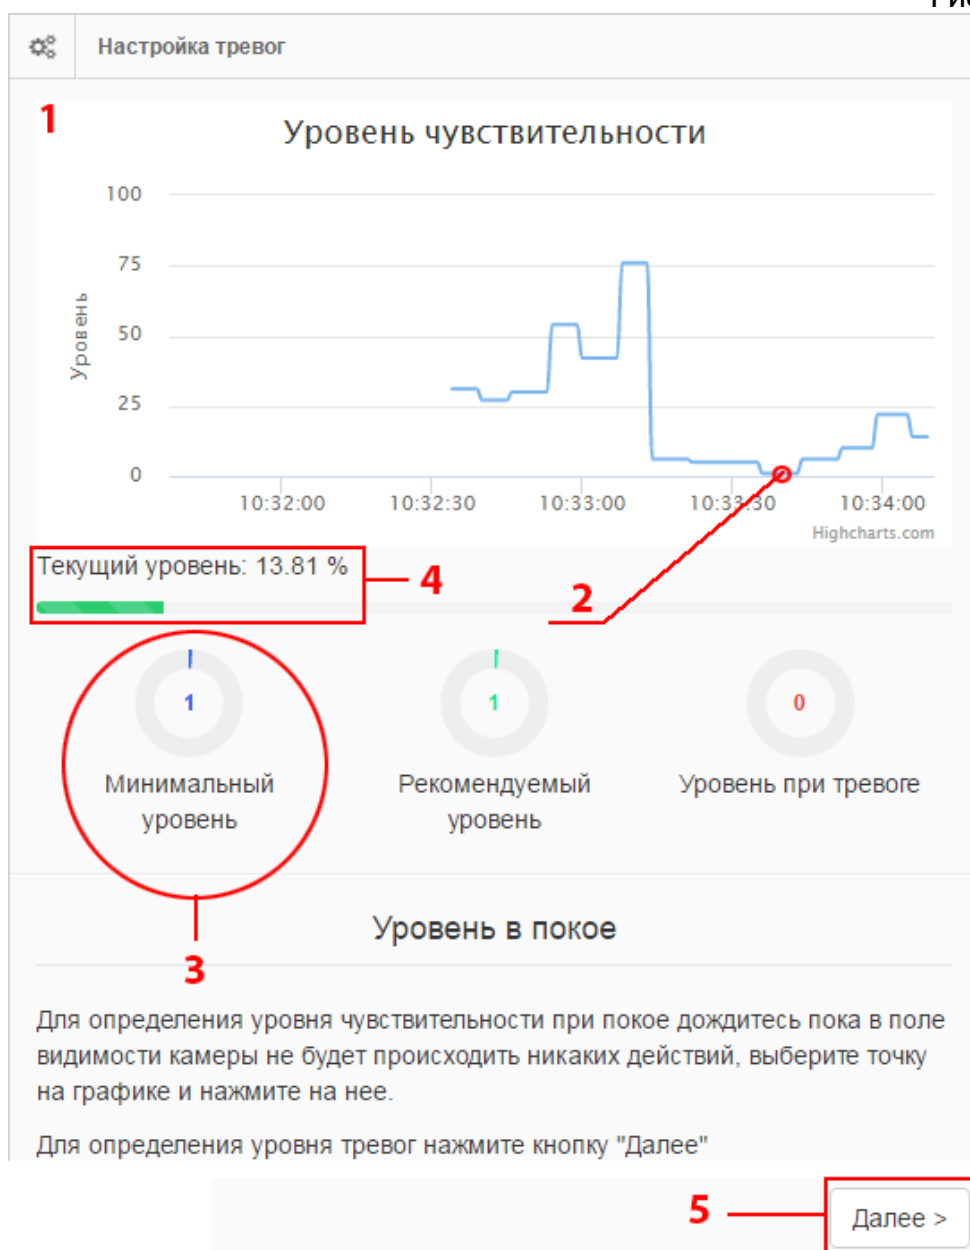 Настройка тревог
1
Уровень чувствительности
100
75
50
25
0
Уровень
10:32:00 10:32:30 10:33:00 10:33:30 10:34:00
Highcharts.com
Текущий уровень: 13.81 %
4
2
1
Минимальный
уровень
1
Рекомендуемый
уровень
0
Уровень при тревоге
3
Уровень в покое
Для определения уровня чувствительности при покое дождитесь пока в поле
видимости камеры не будет происходить никаких действий, выберите точку
на графике и нажмите на нее.
Для определения уровня тревог нажмите кнопку "Далее"
5
Далее >